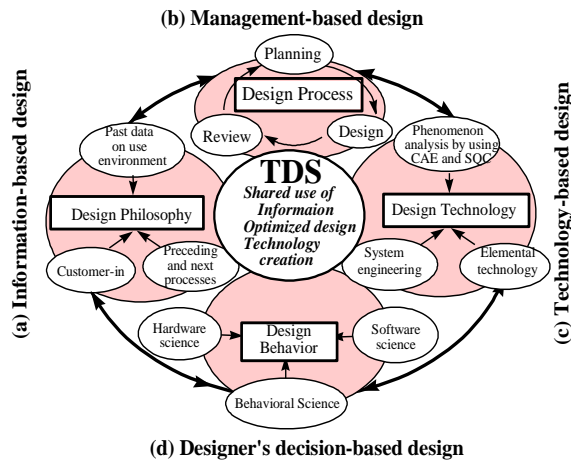 (b) Management-based design
Planning
Design Process
Review
Design
Past data
on use
environment
Phenomenon
analysis by using
CAE and SQC
TDS
Shared use of
Informaion
Optimized design
Technology
creation
Design Philosophy
Design Technology
Customer-in
Preceding
and next
processes
System
engineering
Elemental
technology
Hardware
science
Design
Behavior
Software
science
Behavioral Science
(a) Information-based design
(c) Technology-based design
(d) Designer's decision-based design